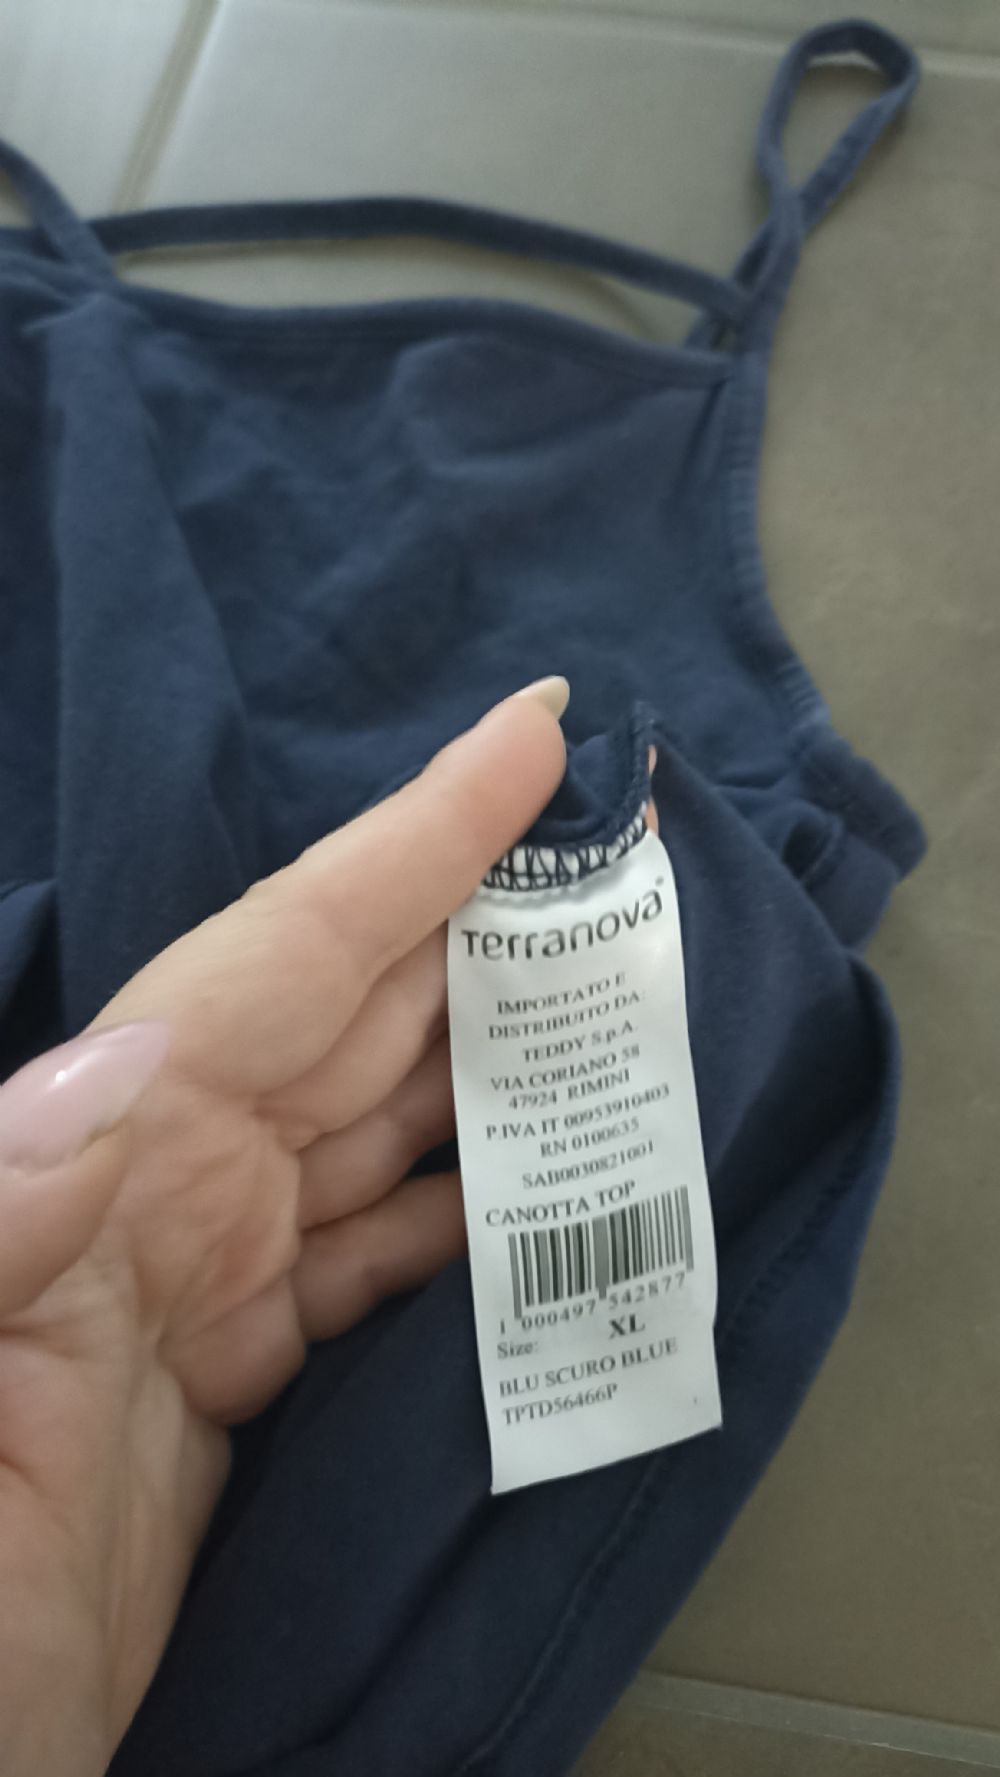 Terranova®
IMPORTATO E
DISTRIBUITO DA:
TEDDY S.p.A.
VIA CORIANO 58
47924 RIMINI
P.IVA IT 00953910403
RN 0100635
SAB0030821001
CANOTTA TOP
1 000497 542877
Size: XL
BLU SCURO BLUE
TPTD56466P